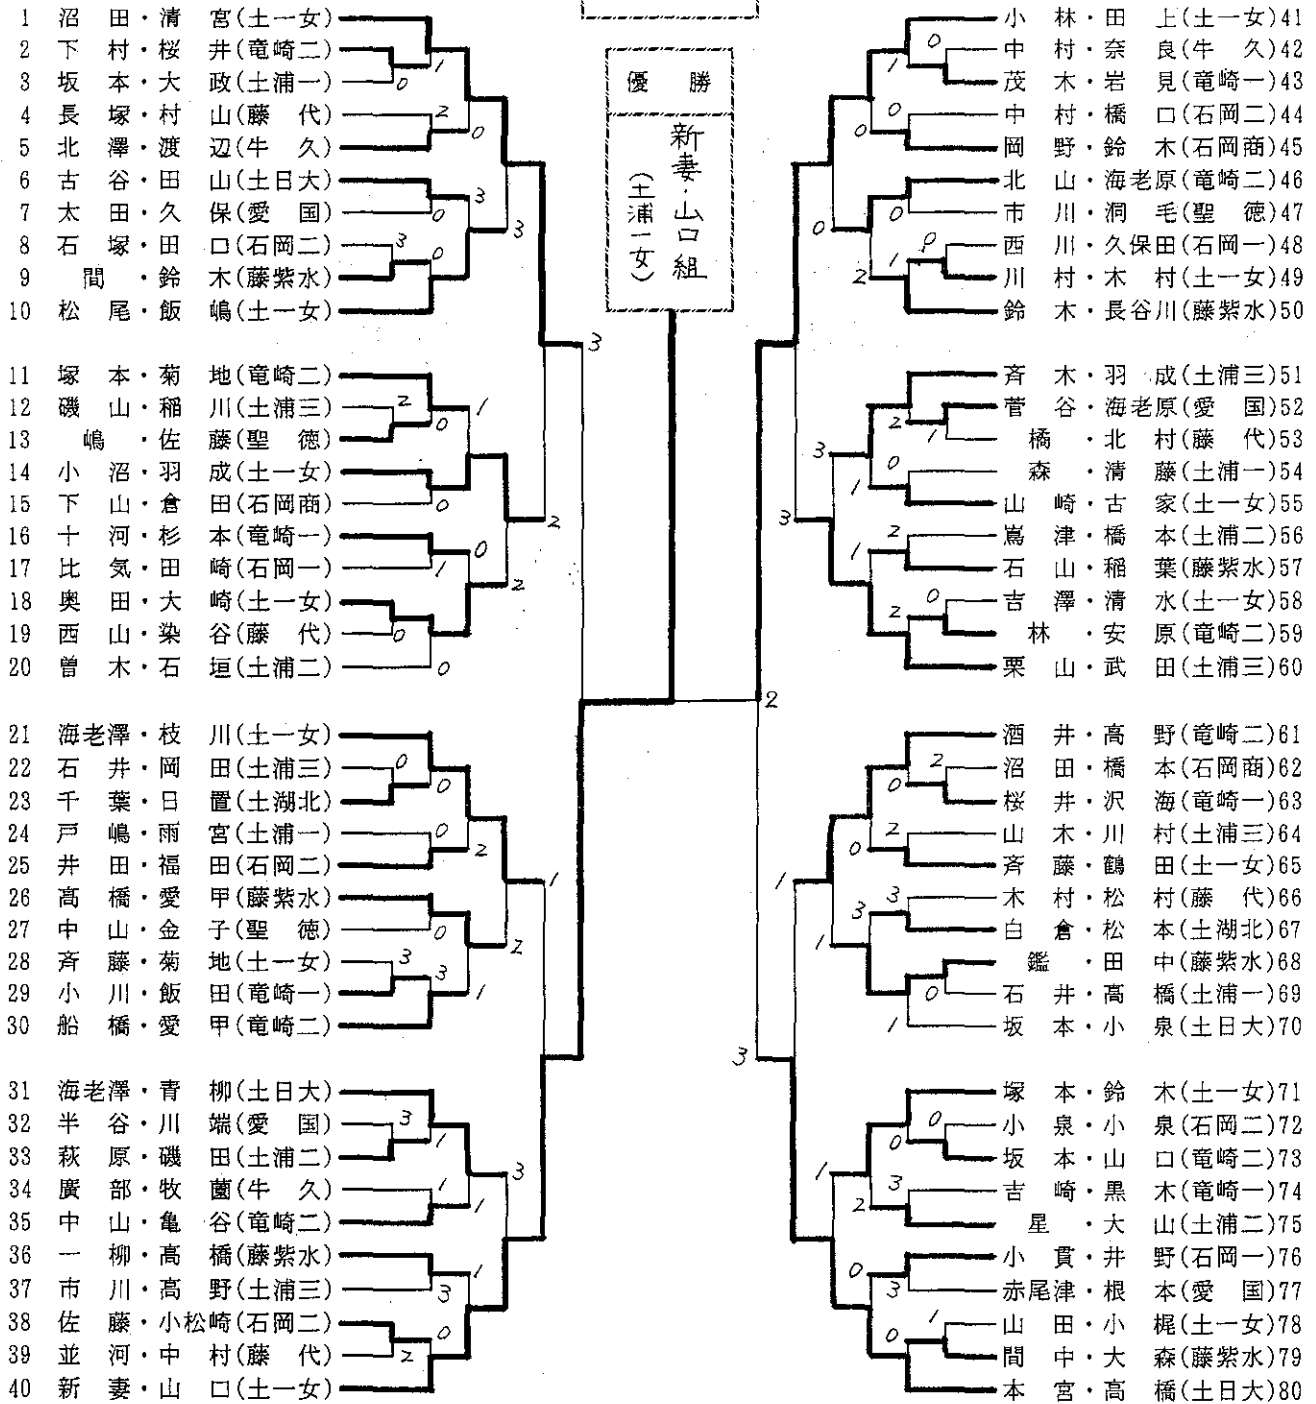 1 沼 田・清 宮(土一女)
2 下 村・桜 井(竜崎二)
3 坂 本・大 政(土浦一)
4 長 塚・村 山(藤 代)
5 北 澤・渡 辺(牛 久)
6 古 谷・田 山(土日大)
7 太 田・久 保(愛 国)
8 石 塚・田 口(石岡二)
9 間 ・鈴 木(藤紫水)
10 松 尾・飯 嶋(土一女)
11 塚 本・菊 地(竜崎二)
12 磯 山・稲 川(土浦三)
13 嶋 ・佐 藤(聖 徳)
14 小 沼・羽 成(土一女)
15 下 山・倉 田(石岡商)
16 十 河・杉 本(竜崎一)
17 比 気・田 崎(石岡一)
18 奥 田・大 崎(土一女)
19 西 山・染 谷(藤 代)
20 曽 木・石 垣(土浦二)
21 海老澤・枝 川(土一女)
22 石 井・岡 田(土浦三)
23 千 葉・日 置(土湖北)
24 戸 嶋・雨 宮(土浦一)
25 井 田・福 田(石岡二)
26 高 橋・愛 甲(藤紫水)
27 中 山・金 子(聖 徳)
28 斉 藤・菊 地(土一女)
29 小 川・飯 田(竜崎一)
30 船 橋・愛 甲(竜崎二)
31 海老澤・青 柳(土日大)
32 半 谷・川 端(愛 国)
33 萩 原・磯 田(土浦二)
34 廣 部・牧 薗(牛 久)
35 中 山・亀 谷(竜崎二)
36 一 柳・高 橋(藤紫水)
37 市 川・高 野(土浦三)
38 佐 藤・小松崎(石岡二)
39 並 河・中 村(藤 代)
40 新 妻・山 口(土一女)
優 勝
新妻・山口組
(土浦一女)
小 林・田 上(土一女)41
中 村・奈 良(牛 久)42
茂 木・岩 見(竜崎一)43
中 村・橋 口(石岡二)44
岡 野・鈴 木(石岡商)45
北 山・海老原(竜崎二)46
市 川・洞 毛(聖 徳)47
西 川・久保田(石岡一)48
川 村・木 村(土一女)49
鈴 木・長谷川(藤紫水)50
斉 木・羽 成(土浦三)51
菅 谷・海老原(愛 国)52
橘 ・北 村(藤 代)53
森 ・清 藤(土浦一)54
山 崎・古 家(土一女)55
嶌 津・橋 本(土浦二)56
石 山・稲 葉(藤紫水)57
吉 澤・清 水(土一女)58
林 ・安 原(竜崎二)59
栗 山・武 田(土浦三)60
酒 井・高 野(竜崎二)61
沼 田・橋 本(石岡商)62
桜 井・沢 海(竜崎一)63
山 木・川 村(土浦三)64
斉 藤・鶴 田(土一女)65
木 村・松 村(藤 代)66
白 倉・松 本(土湖北)67
鑑 ・田 中(藤紫水)68
石 井・高 橋(土浦一)69
坂 本・小 泉(土日大)70
塚 本・鈴 木(土一女)71
小 泉・小 泉(石岡二)72
坂 本・山 口(竜崎二)73
吉 崎・黒 木(竜崎一)74
星 ・大 山(土浦二)75
小 貫・井 野(石岡一)76
赤尾津・根 本(愛 国)77
山 田・小 梶(土一女)78
間 中・大 森(藤紫水)79
本 宮・高 橋(土日大)80